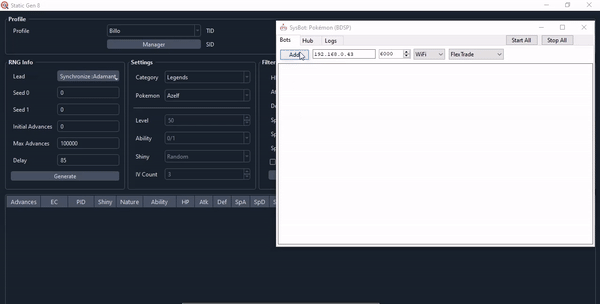 Static Gen 8
Profile
Profile
Billo
TID
Manager
SID
RNG Info
Lead
Synchronize :Adamant
Seed 0
0
Seed 1
0
Initial Advances
0
Max Advances
100000
Delay
85
Generate
Settings
Category
Legends
Pokemon
Azelf
Level
50
Ability
0/1
Shiny
Random
IV Count
3
Filter
Advances EC PID Shiny Nature Ability HP Atk Def SpA SpD
SysBot: Pokémon (BDSP)
Bots Hub Logs
Start All Stop All
Add 192.168.0.43 6000 WiFi FlexTrade